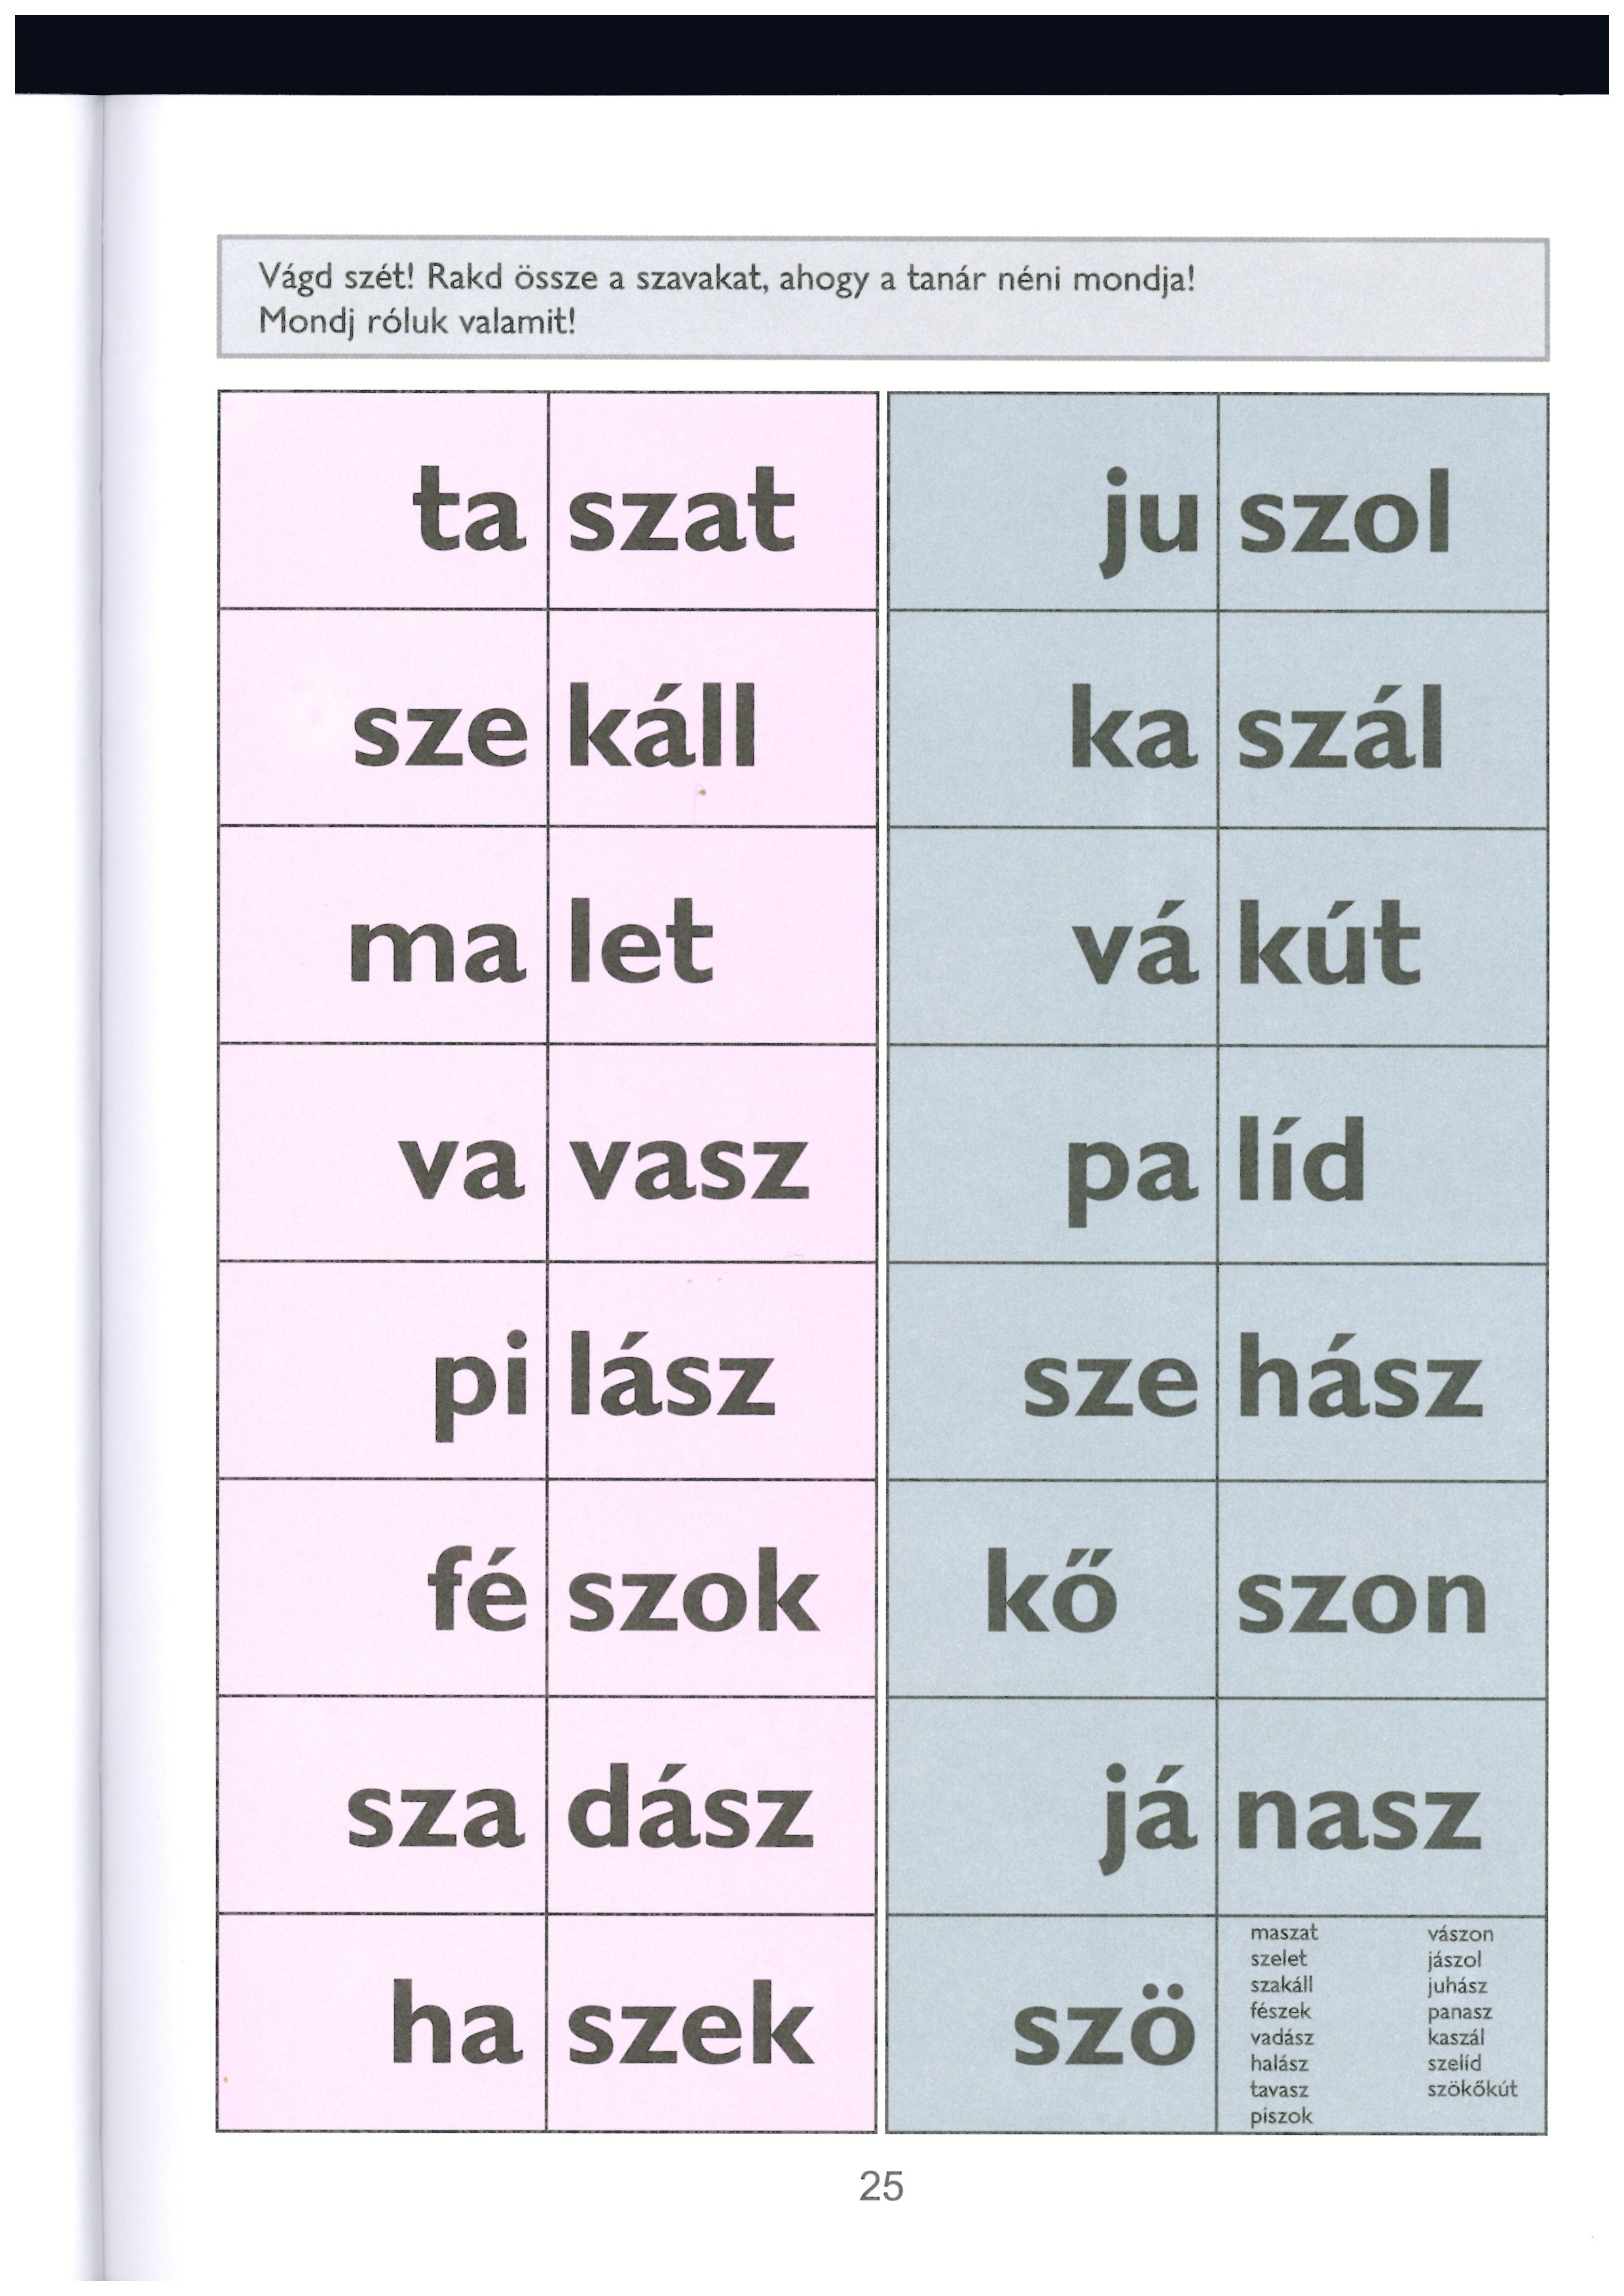 Vágd szét! Rakd össze a szavakat, ahogy a tanár néni mondja!
Mondj róluk valamit!
ta szat
sze káll
ma let
va vasz
pi lász
fé szok
sza dász
ha szek
ju szol
ka szál
vá kút
pa líd
sze hász
kő szon
já nasz
szö
maszat
szelet
szakáll
fészek
vadász
halász
tavasz
piszok
vászon
jászol
juhász
panasz
kaszál
szelíd
szökőkút
25